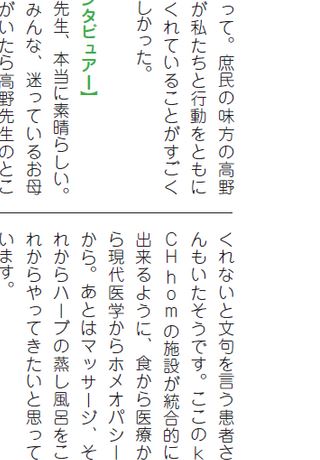 って。庶民の味方の高野
が私たちと行動をともに
くれていることがすごく
しかった。
ンタビュアー】
先生、本当に素晴らしい。
みんな、迷っているお母
がいたら高野先生のとこ
くれないと文句を言う患者さ
んもいたそうです。ここのk
CHhomの施設が統合的に
出来るように、食から医療か
ら現代医学からホメオパシー
から。あとはマッサージ、そ
れからハーブの蒸し風呂をこ
れからやってきたいと思って
います。